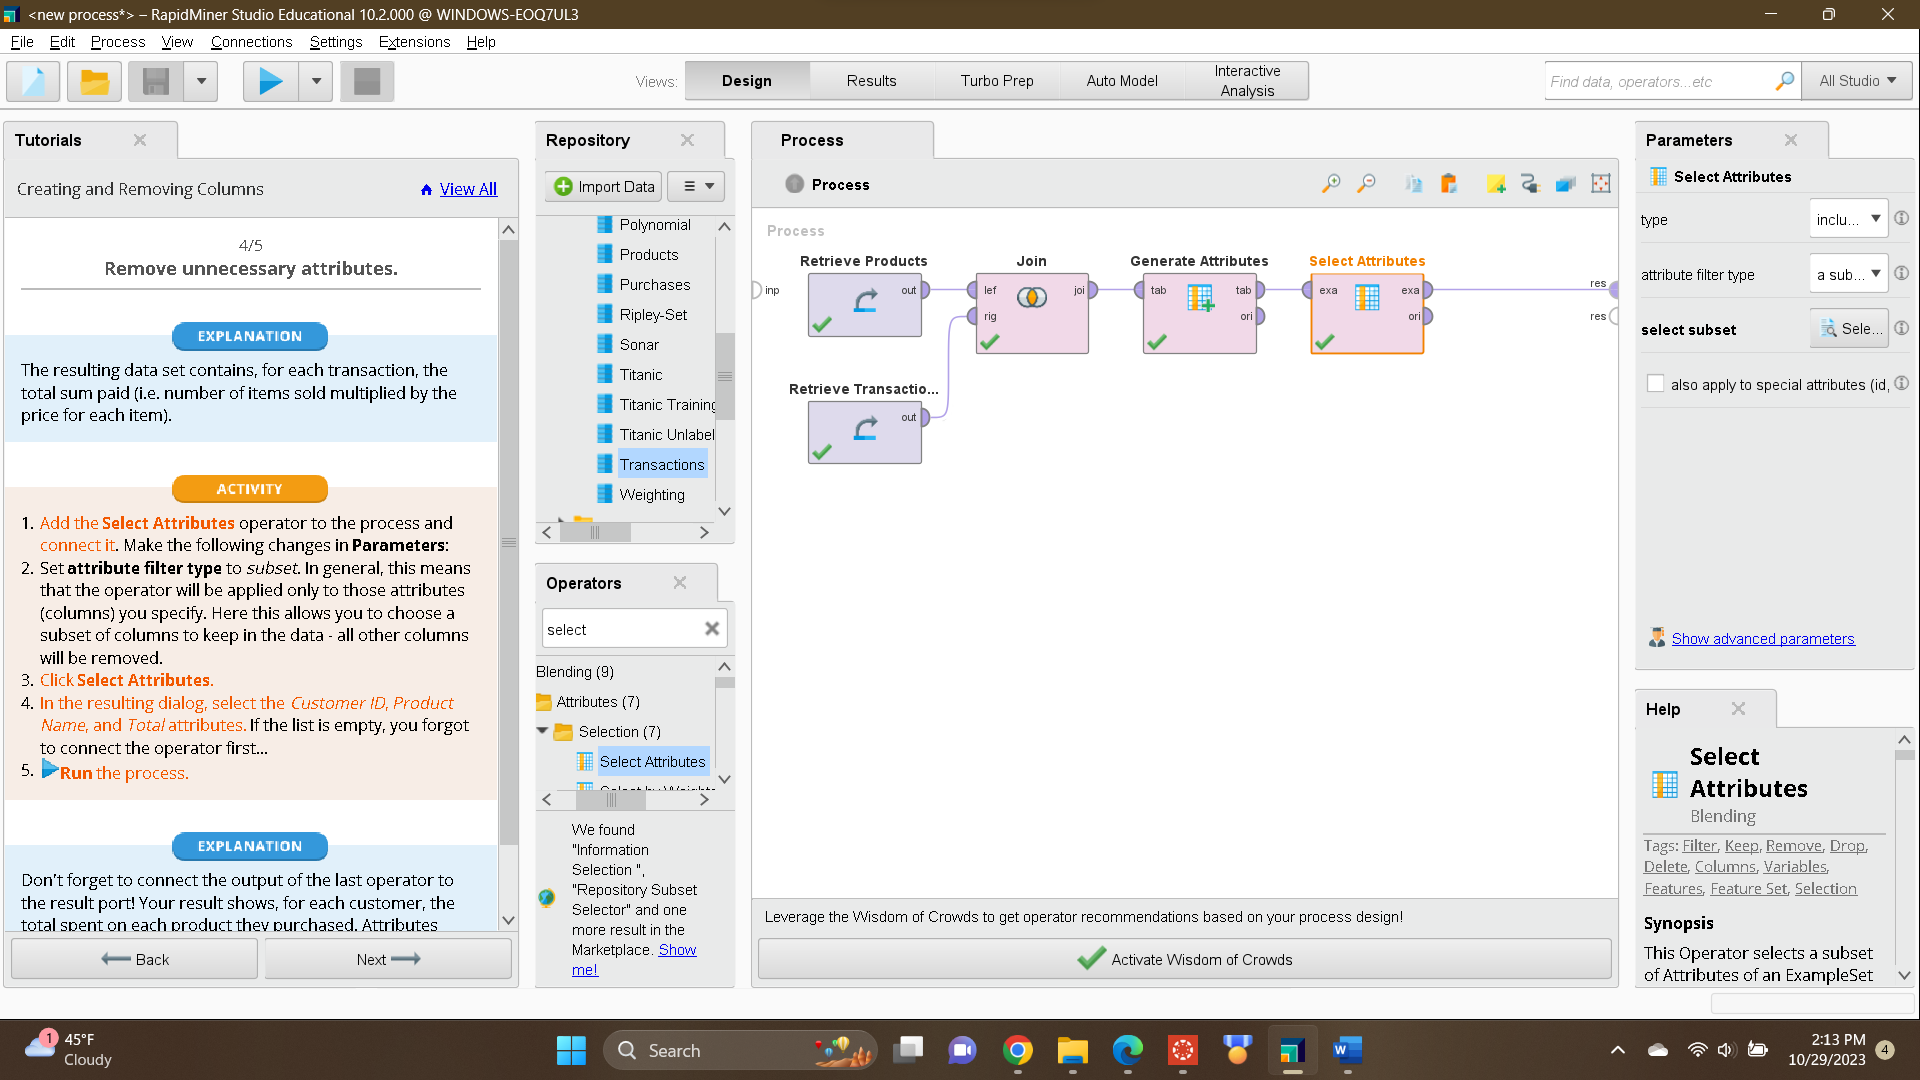 <new process*> – RapidMiner Studio Educational 10.2.000 @ WINDOWS-EOQ7UL3
File Edit Process View Connections Settings Extensions Help
Views: Design Results Turbo Prep Auto Model Interactive Analysis
Find data, operators...etc
All Studio
Tutorials
Creating and Removing Columns
View All
4/5
Remove unnecessary attributes.
EXPLANATION
The resulting data set contains, for each transaction, the
total sum paid (i.e. number of items sold multiplied by the
price for each item).
ACTIVITY
1. Add the Select Attributes operator to the process and
connect it. Make the following changes in Parameters:
2. Set attribute filter type to subset. In general, this means
that the operator will be applied only to those attributes
(columns) you specify. Here this allows you to choose a
subset of columns to keep in the data - all other columns
will be removed.
3. Click Select Attributes.
4. In the resulting dialog, select the Customer ID, Product
Name, and Total attributes. If the list is empty, you forgot
to connect the operator first...
5. Run the process.
EXPLANATION
Don't forget to connect the output of the last operator to
the result port! Your result shows, for each customer, the
total spent on each product they purchased. Attributes
Back
Next
Repository
Import Data
Polynomial
Products
Purchases
Ripley-Set
Sonar
Titanic
Titanic Training
Titanic Unlabel
Transactions
Weighting
Operators
select
Blending (9)
Attributes (7)
Selection (7)
Select Attributes
Select by Weights
We found
"Information
Selection ",
"Repository Subset
Selector" and one
more result in the
Marketplace. Show
me!
Process
Process
Process
inp
Retrieve Products
out
Join
lef
joi
rig
Generate Attributes
tab
tab
ori
Select Attributes
exa
exa
ori
res
res
Retrieve Transactio...
out
Leverage the Wisdom of Crowds to get operator recommendations based on your process design!
Activate Wisdom of Crowds
Parameters
Select Attributes
type
inclu...
attribute filter type
a sub...
select subset
Sele...
also apply to special attributes (id,
Show advanced parameters
Help
Select
Attributes
Blending
Tags: Filter, Keep, Remove, Drop,
Delete, Columns, Variables,
Features, Feature Set, Selection
Synopsis
This Operator selects a subset
of Attributes of an ExampleSet
1
45°F
Cloudy
Search
W
2:13 PM
10/29/2023
4